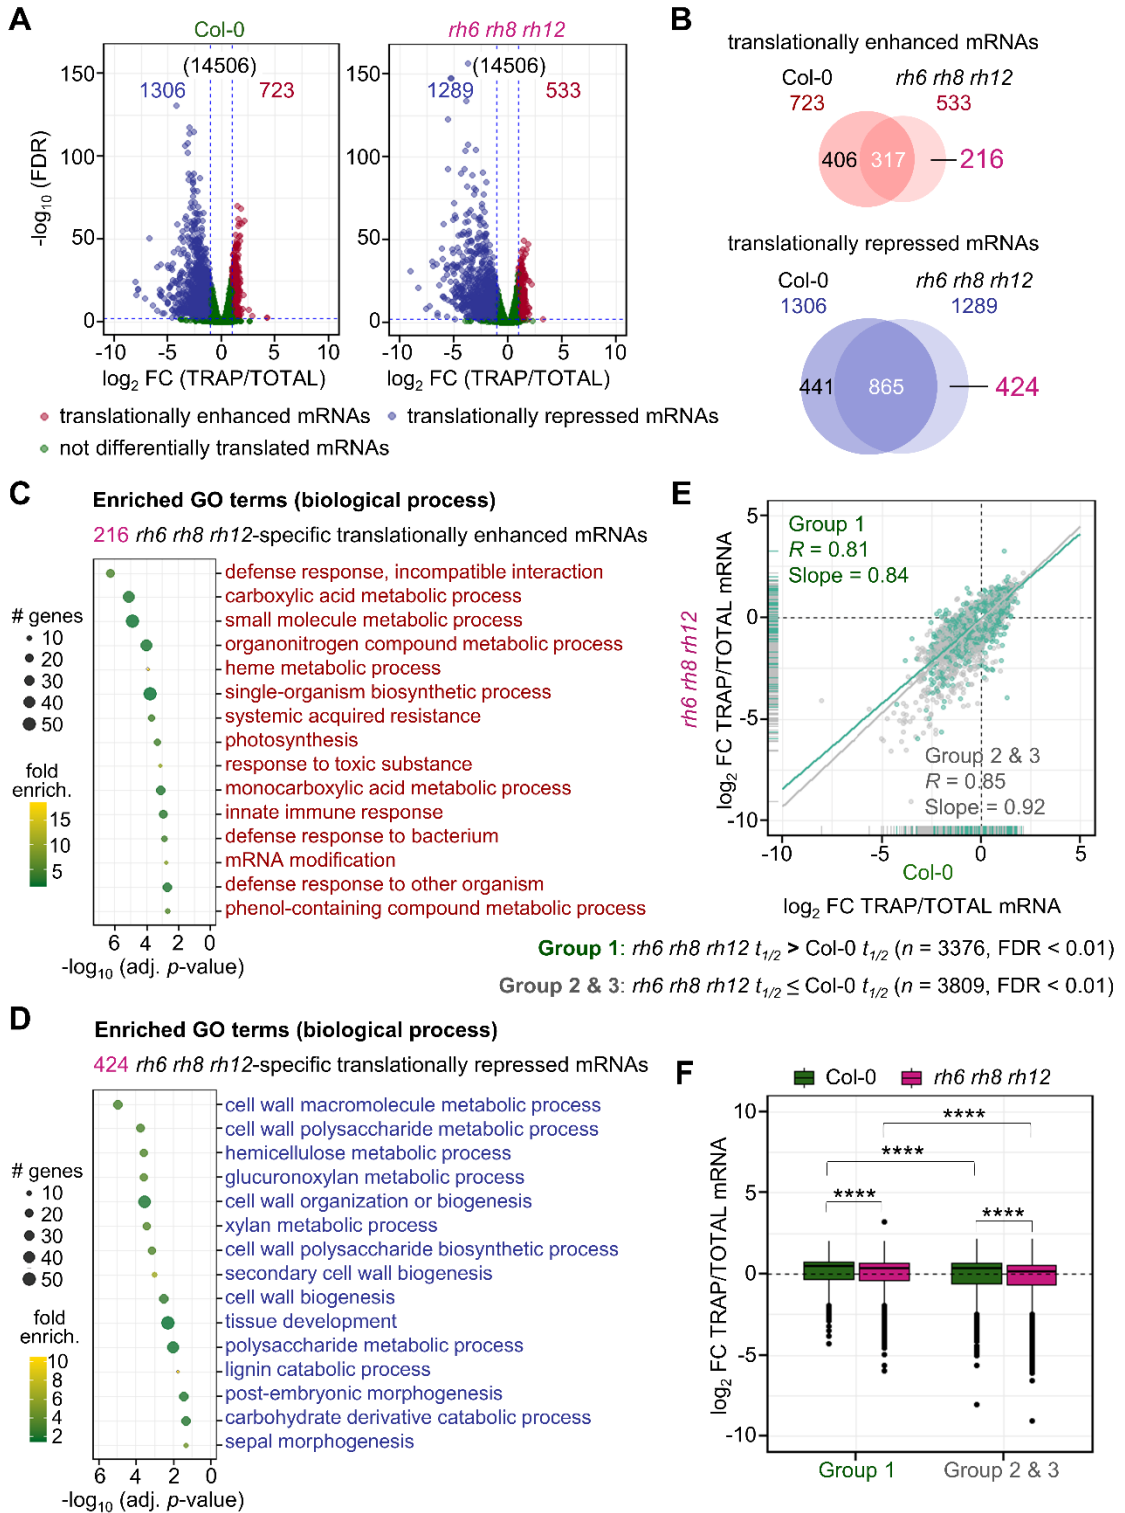 A
Col-0
rh6 rh8 rh12
(14506)
1306
723
(14506)
1289
533
150
100
50
0
150
100
50
0
-log10 (FDR)
-10 -5 0 5 10
-10 -5 0 5 10
log2 FC (TRAP/TOTAL)
log2 FC (TRAP/TOTAL)
translationally enhanced mRNAs
translationally repressed mRNAs
not differentially translated mRNAs
B
translationally enhanced mRNAs
Col-0
rh6 rh8 rh12
723
533
406
317
216
translationally repressed mRNAs
Col-0
rh6 rh8 rh12
1306
1289
441
865
424
C
Enriched GO terms (biological process)
216 rh6 rh8 rh12-specific translationally enhanced mRNAs
defense response, incompatible interaction
carboxylic acid metabolic process
small molecule metabolic process
organonitrogen compound metabolic process
heme metabolic process
single-organism biosynthetic process
systemic acquired resistance
photosynthesis
response to toxic substance
monocarboxylic acid metabolic process
innate immune response
defense response to bacterium
mRNA modification
defense response to other organism
phenol-containing compound metabolic process
# genes
10
20
30
40
50
fold
enrich.
15
10
5
6 4 2 0
-log10 (adj. p-value)
D
Enriched GO terms (biological process)
424 rh6 rh8 rh12-specific translationally repressed mRNAs
cell wall macromolecule metabolic process
cell wall polysaccharide metabolic process
hemicellulose metabolic process
glucuronoxylan metabolic process
cell wall organization or biogenesis
xylan metabolic process
cell wall polysaccharide biosynthetic process
secondary cell wall biogenesis
cell wall biogenesis
tissue development
polysaccharide metabolic process
lignin catabolic process
post-embryonic morphogenesis
carbohydrate derivative catabolic process
sepal morphogenesis
# genes
10
20
30
40
50
fold
enrich.
10
8
6
4
2
6 4 2 0
-log10 (adj. p-value)
E
Group 1
R = 0.81
Slope = 0.84
Group 2 & 3
R = 0.85
Slope = 0.92
5
0
-5
-10
rh6 rh8 rh12
log2 FC TRAP/TOTAL mRNA
-10 -5 0 5
Col-0
log2 FC TRAP/TOTAL mRNA
Group 1: rh6 rh8 rh12 t1/2 > Col-0 t1/2 (n = 3376, FDR < 0.01)
Group 2 & 3: rh6 rh8 rh12 t1/2 ≤ Col-0 t1/2 (n = 3809, FDR < 0.01)
F
Col-0
rh6 rh8 rh12
****
****
****
****
10
5
0
-5
-10
log2 FC TRAP/TOTAL mRNA
Group 1
Group 2 & 3